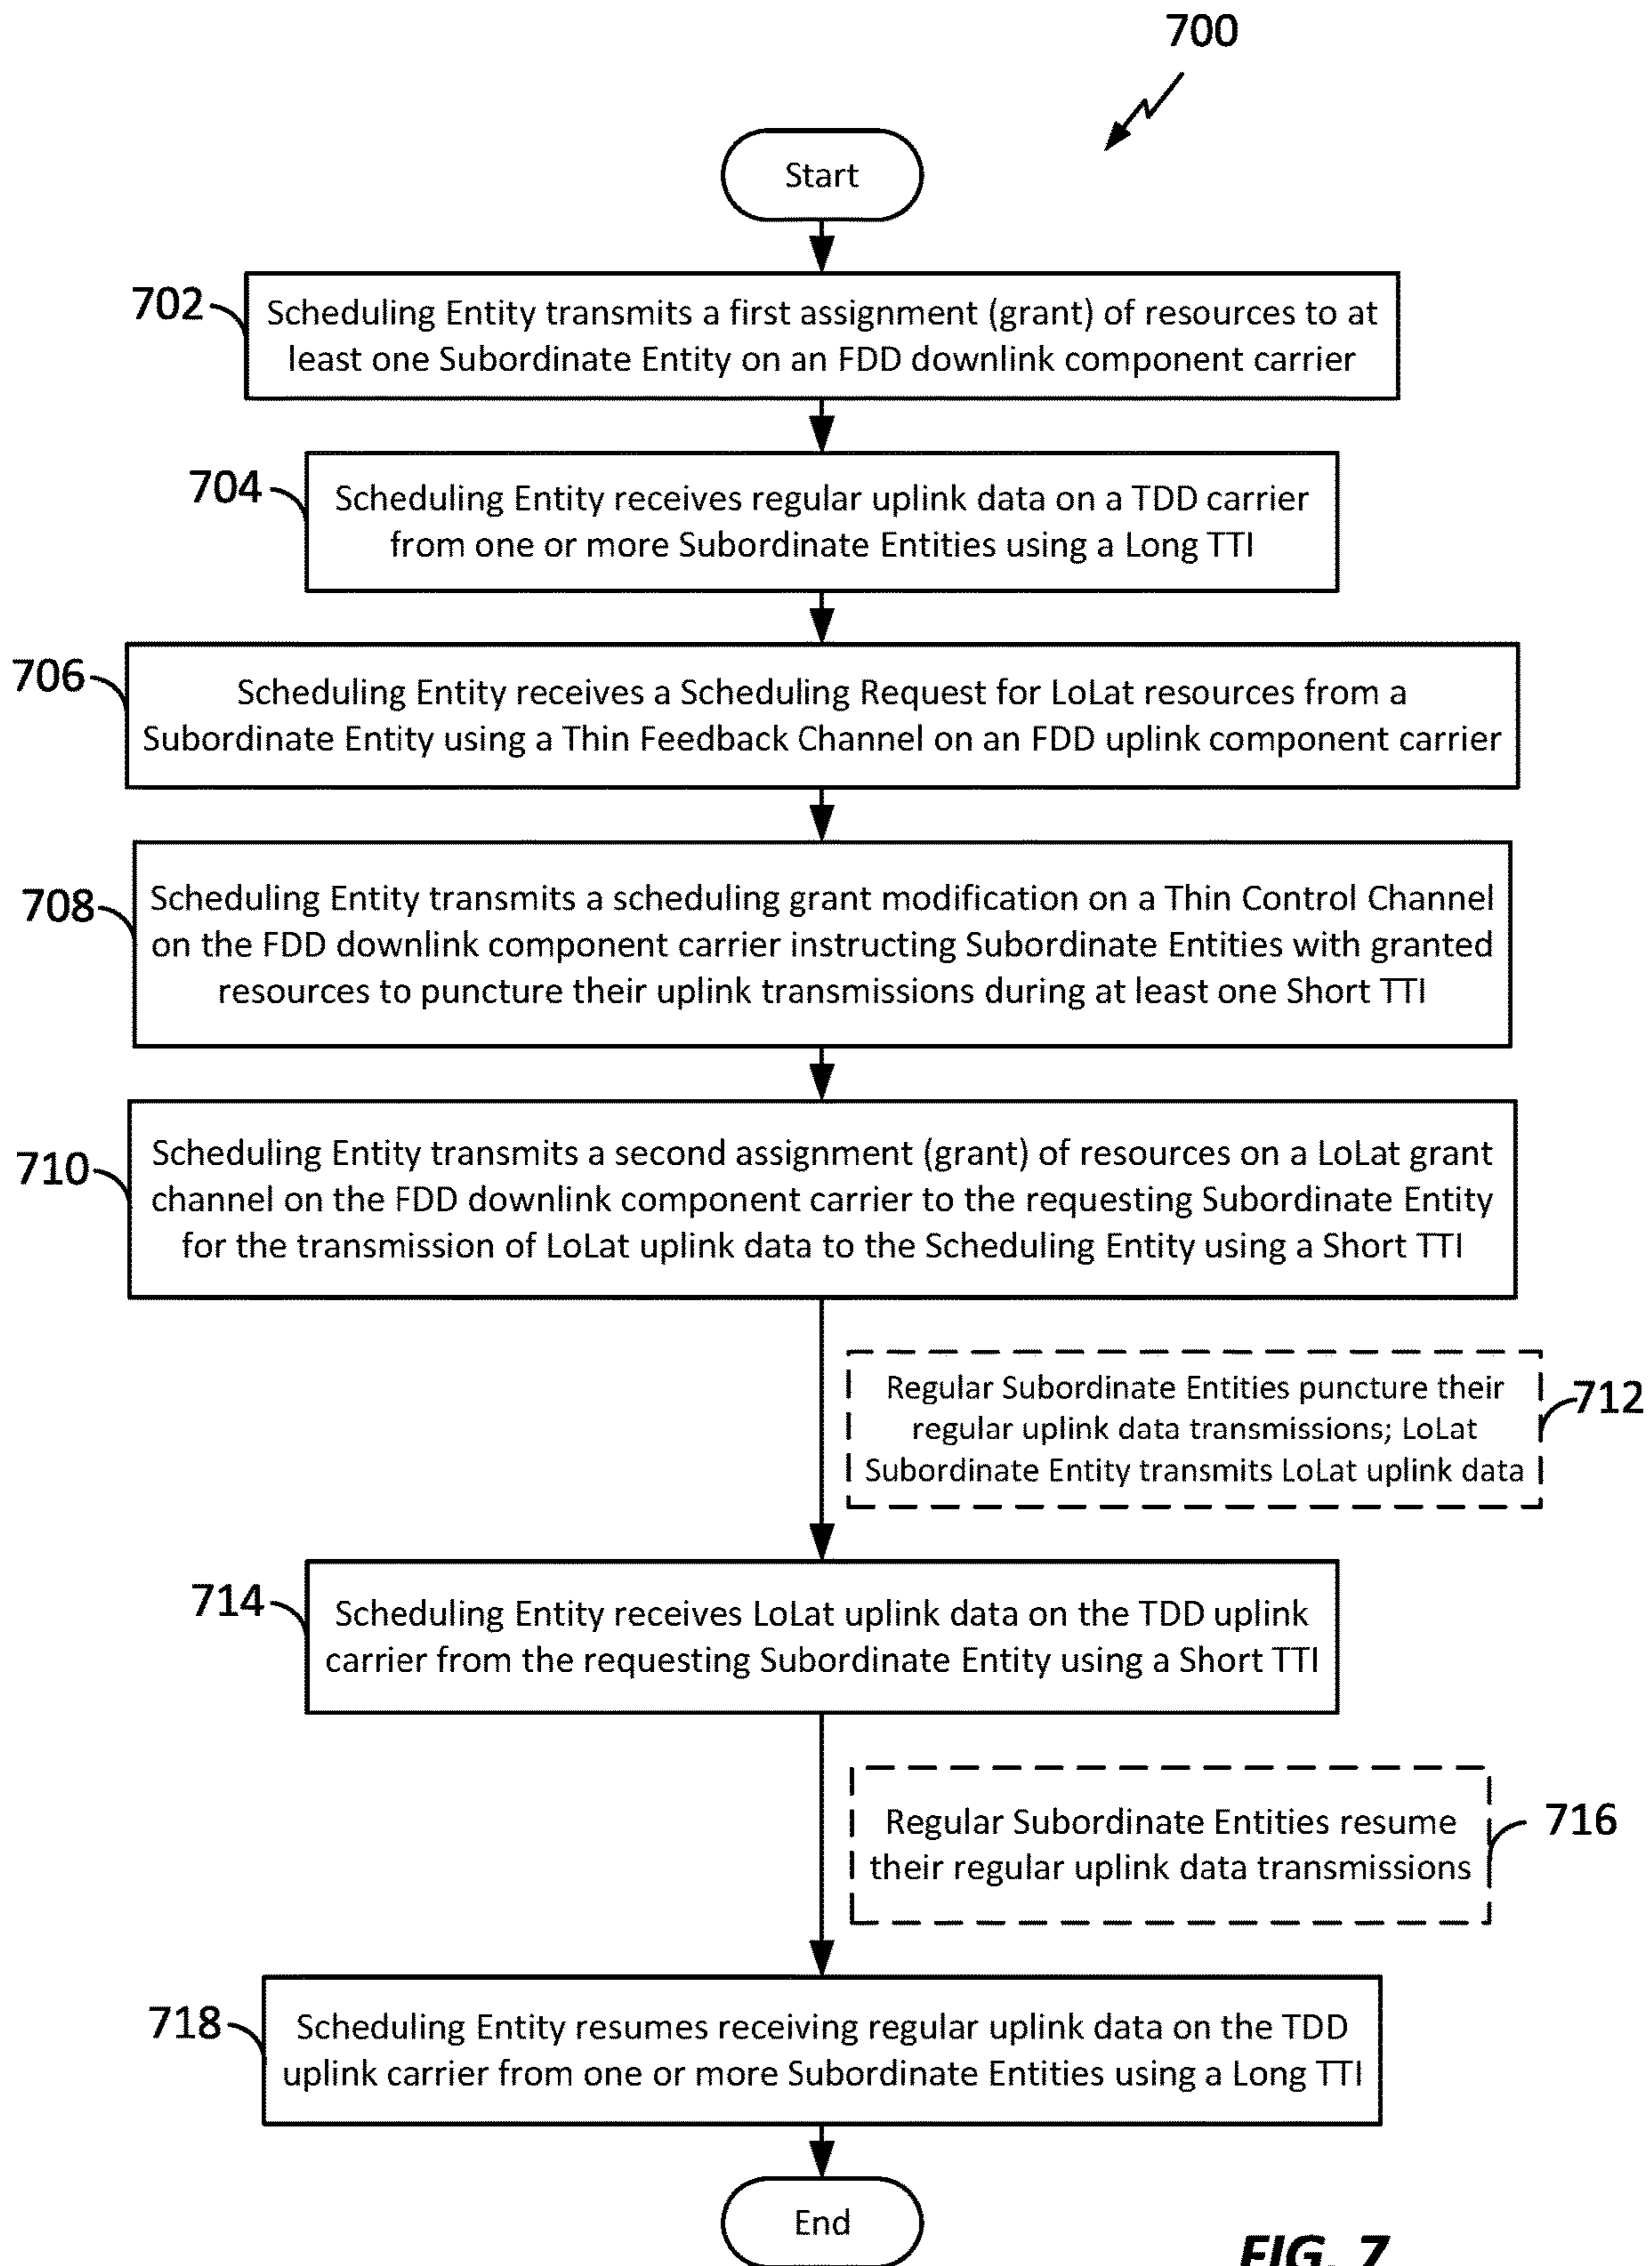 700
Start
702
Scheduling Entity transmits a first assignment (grant) of resources to at
least one Subordinate Entity on an FDD downlink component carrier
704
Scheduling Entity receives regular uplink data on a TDD carrier
from one or more Subordinate Entities using a Long TTI
706
Scheduling Entity receives a Scheduling Request for LoLat resources from a
Subordinate Entity using a Thin Feedback Channel on an FDD uplink component carrier
708
Scheduling Entity transmits a scheduling grant modification on a Thin Control Channel
on the FDD downlink component carrier instructing Subordinate Entities with granted
resources to puncture their uplink transmissions during at least one Short TTI
710
Scheduling Entity transmits a second assignment (grant) of resources on a LoLat grant
channel on the FDD downlink component carrier to the requesting Subordinate Entity
for the transmission of LoLat uplink data to the Scheduling Entity using a Short TTI
Regular Subordinate Entities puncture their
regular uplink data transmissions; LoLat
Subordinate Entity transmits LoLat uplink data
712
714
Scheduling Entity receives LoLat uplink data on the TDD uplink
carrier from the requesting Subordinate Entity using a Short TTI
Regular Subordinate Entities resume
their regular uplink data transmissions
716
718
Scheduling Entity resumes receiving regular uplink data on the TDD
uplink carrier from one or more Subordinate Entities using a Long TTI
End
FIG. 7